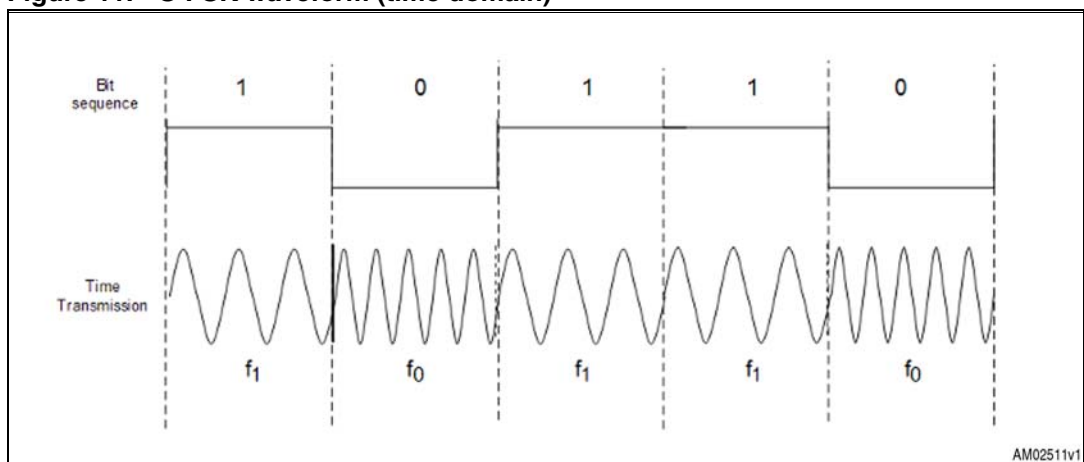 Figure 14. S-FSK waveform (time domain)
Bit
sequence
1 0 1 1 0
Time
Transmission
f1 f0 f1 f1 f0
AM02511v1